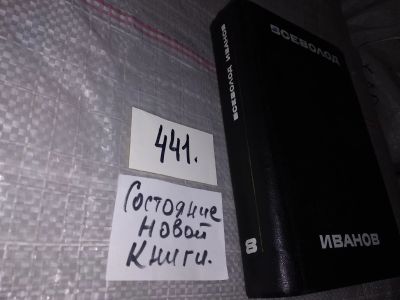 441.
Состояние
новой
книги.
ВСЕВОЛОД ИВАНОВ
8
ВСЕВОЛОД
ИВАНОВ